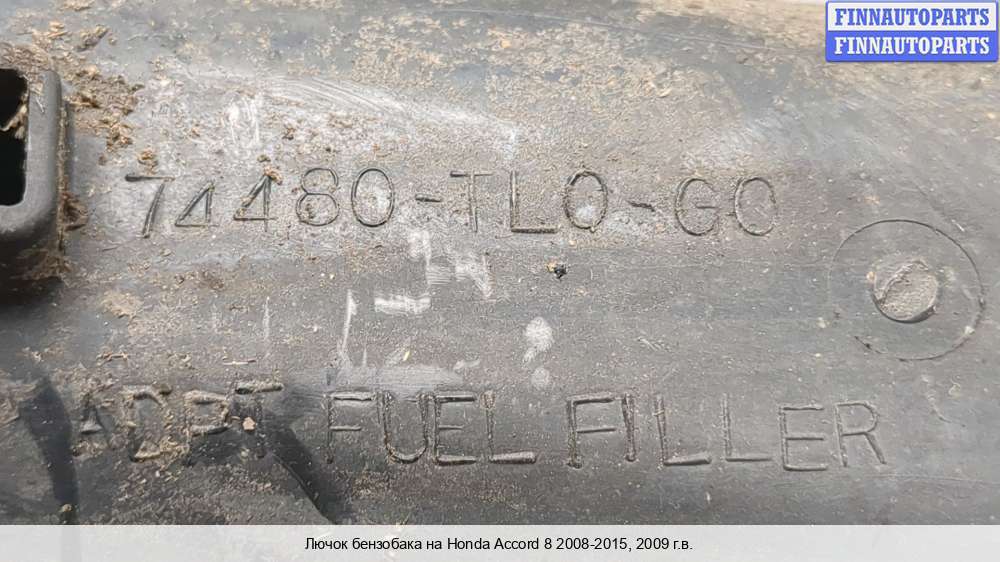 FINNAUTOPARTS
FINNAUTOPARTS
74480-TL0-G0
ADPT FUEL FILLER
Лючок бензобака на Honda Accord 8 2008-2015, 2009 г.в.